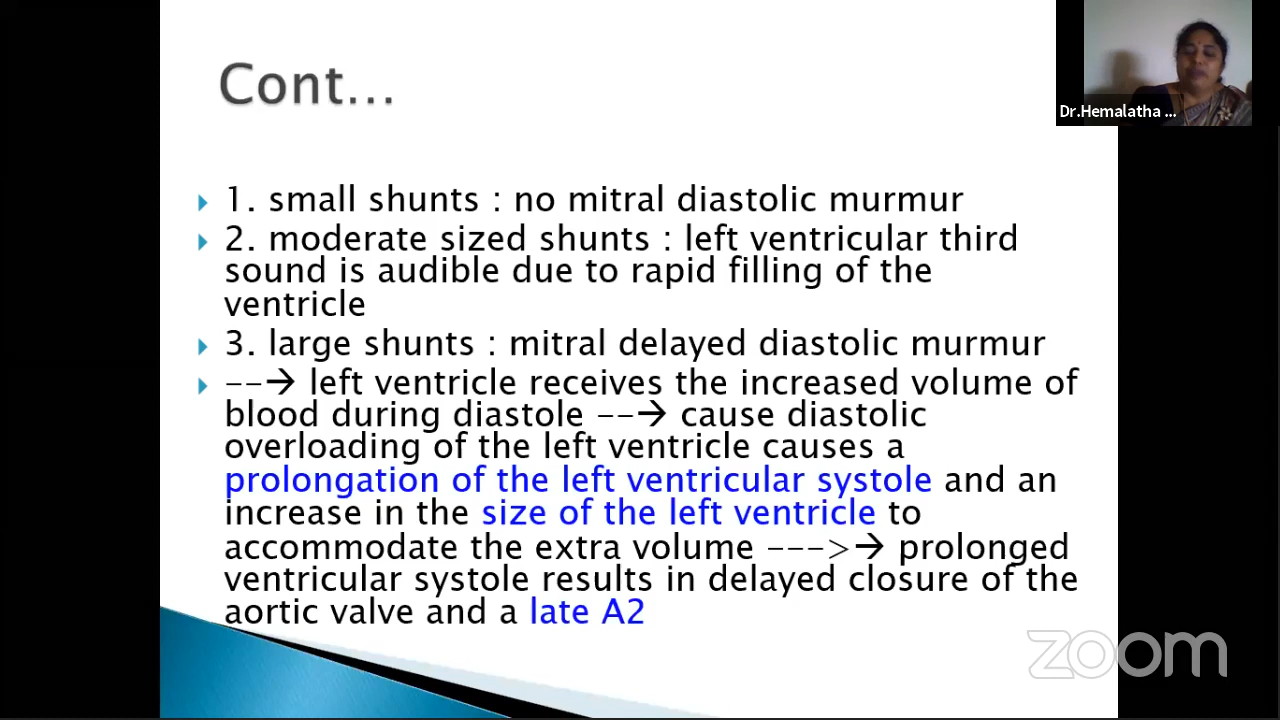 Cont...
1. small shunts : no mitral diastolic murmur
2. moderate sized shunts : left ventricular third
sound is audible due to rapid filling of the
ventricle
3. large shunts : mitral delayed diastolic murmur
--→ left ventricle receives the increased volume of
blood during diastole --→ cause diastolic
overloading of the left ventricle causes a
prolongation of the left ventricular systole and an
increase in the size of the left ventricle to
accommodate the extra volume --->→ prolonged
ventricular systole results in delayed closure of the
aortic valve and a late A2
Dr.Hemalatha ...
zoom